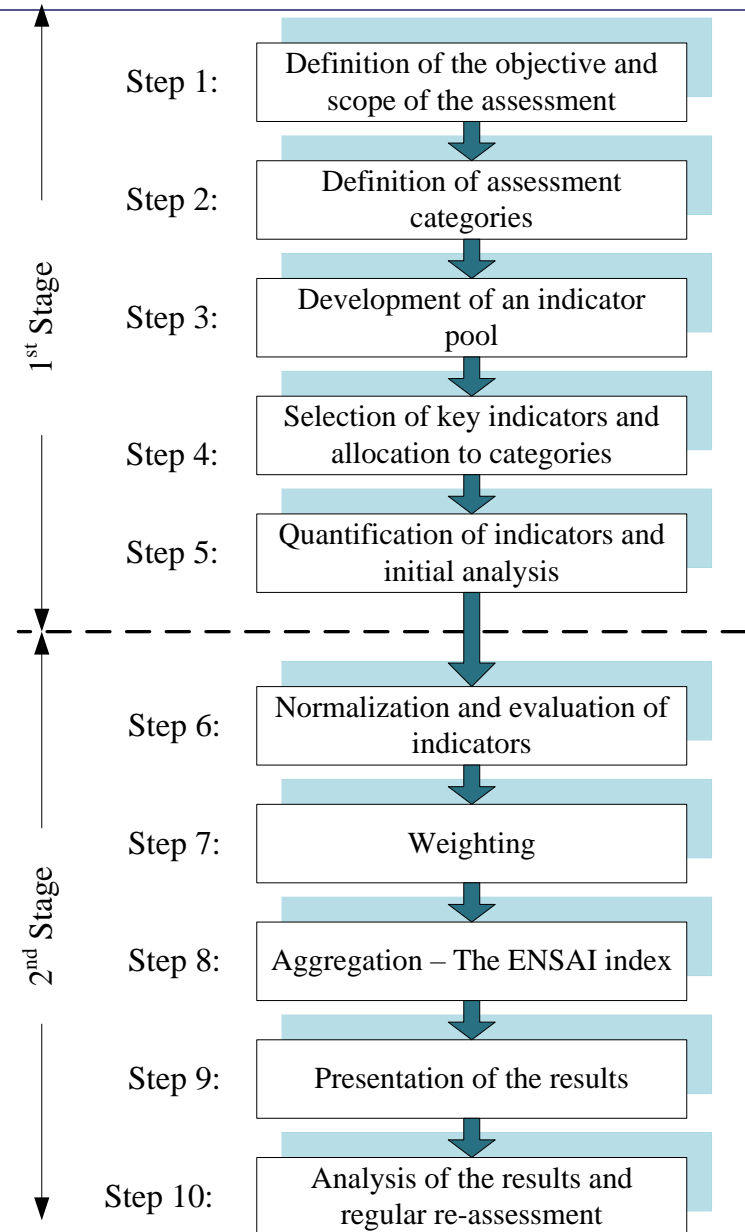 1st Stage
Step 1:
Definition of the objective and
scope of the assessment
Step 2:
Definition of assessment
categories
Step 3:
Development of an indicator
pool
Step 4:
Selection of key indicators and
allocation to categories
Step 5:
Quantification of indicators and
initial analysis
2nd Stage
Step 6:
Normalization and evaluation of
indicators
Step 7:
Weighting
Step 8:
Aggregation – The ENSAI index
Step 9:
Presentation of the results
Step 10:
Analysis of the results and
regular re-assessment